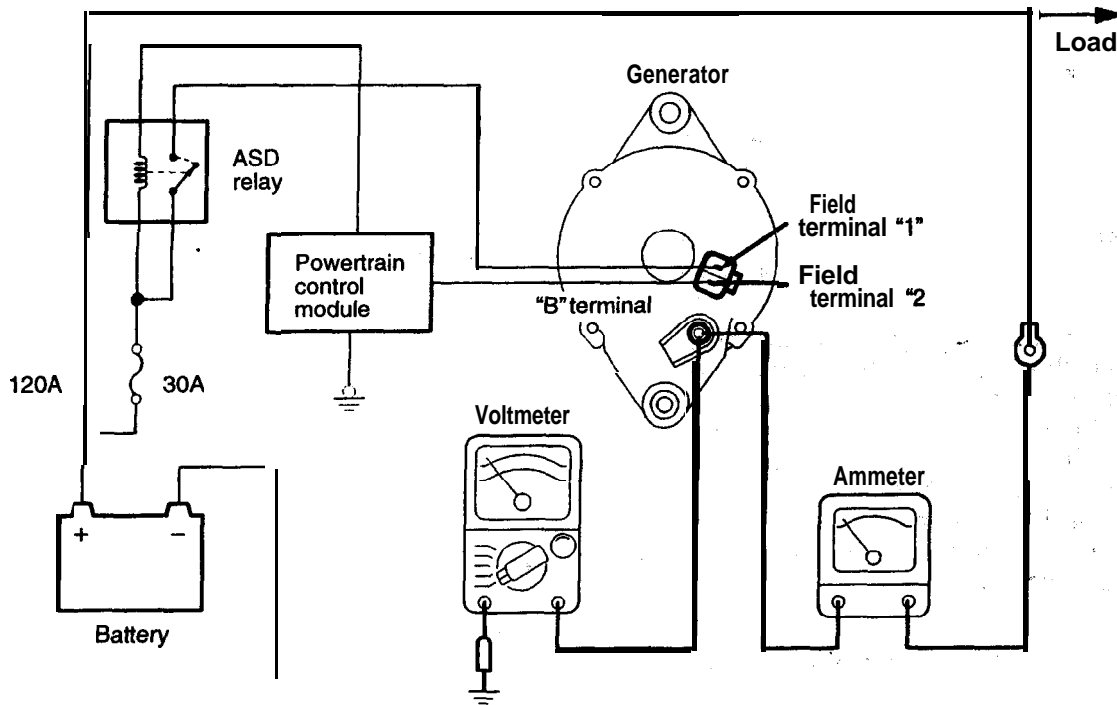 Load
Generator
ASD
relay
Field
terminal "1"
Powertrain
control
module
Field
terminal "2
"B" terminal
120A
30A
Voltmeter
Ammeter
+
−
Battery